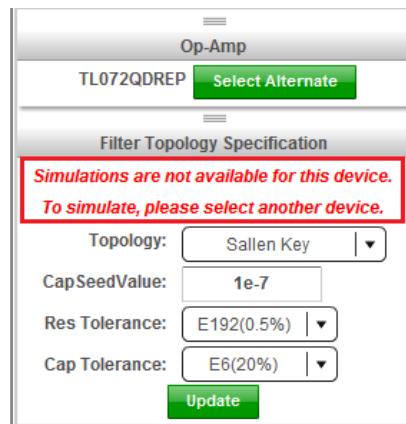 Op-Amp
TL072QDREP Select Alternate
Filter Topology Specification
Simulations are not available for this device.
To simulate, please select another device.
Topology: Sallen Key
CapSeedValue: 1e-7
Res Tolerance: E192(0.5%)
Cap Tolerance: E6(20%)
Update